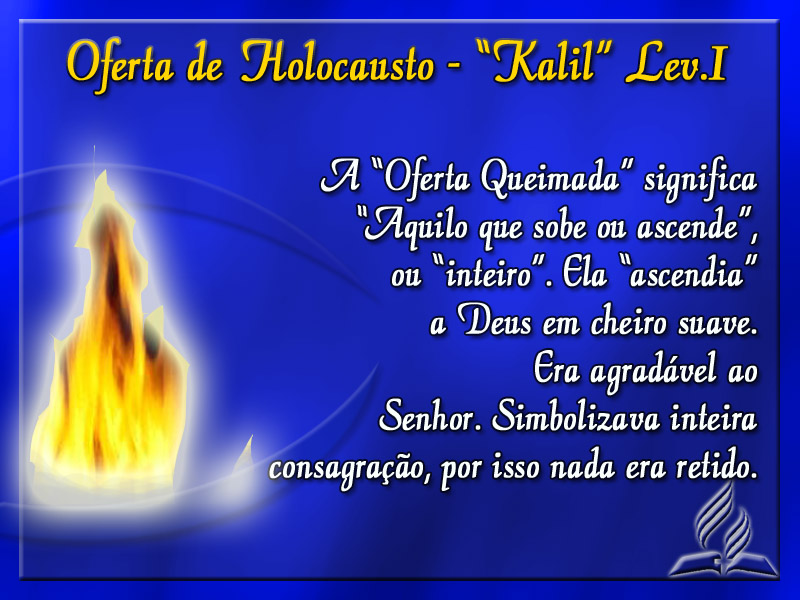 Oferta de Holocausto - "Kalil" Lev.1
A "Oferta Queimada" significa
"Aquilo que sobe ou ascende",
ou "inteiro". Ela "ascendia"
a Deus em cheiro suave.
Era agradável ao
Senhor. Simbolizava inteira
consagração, por isso nada era retido.